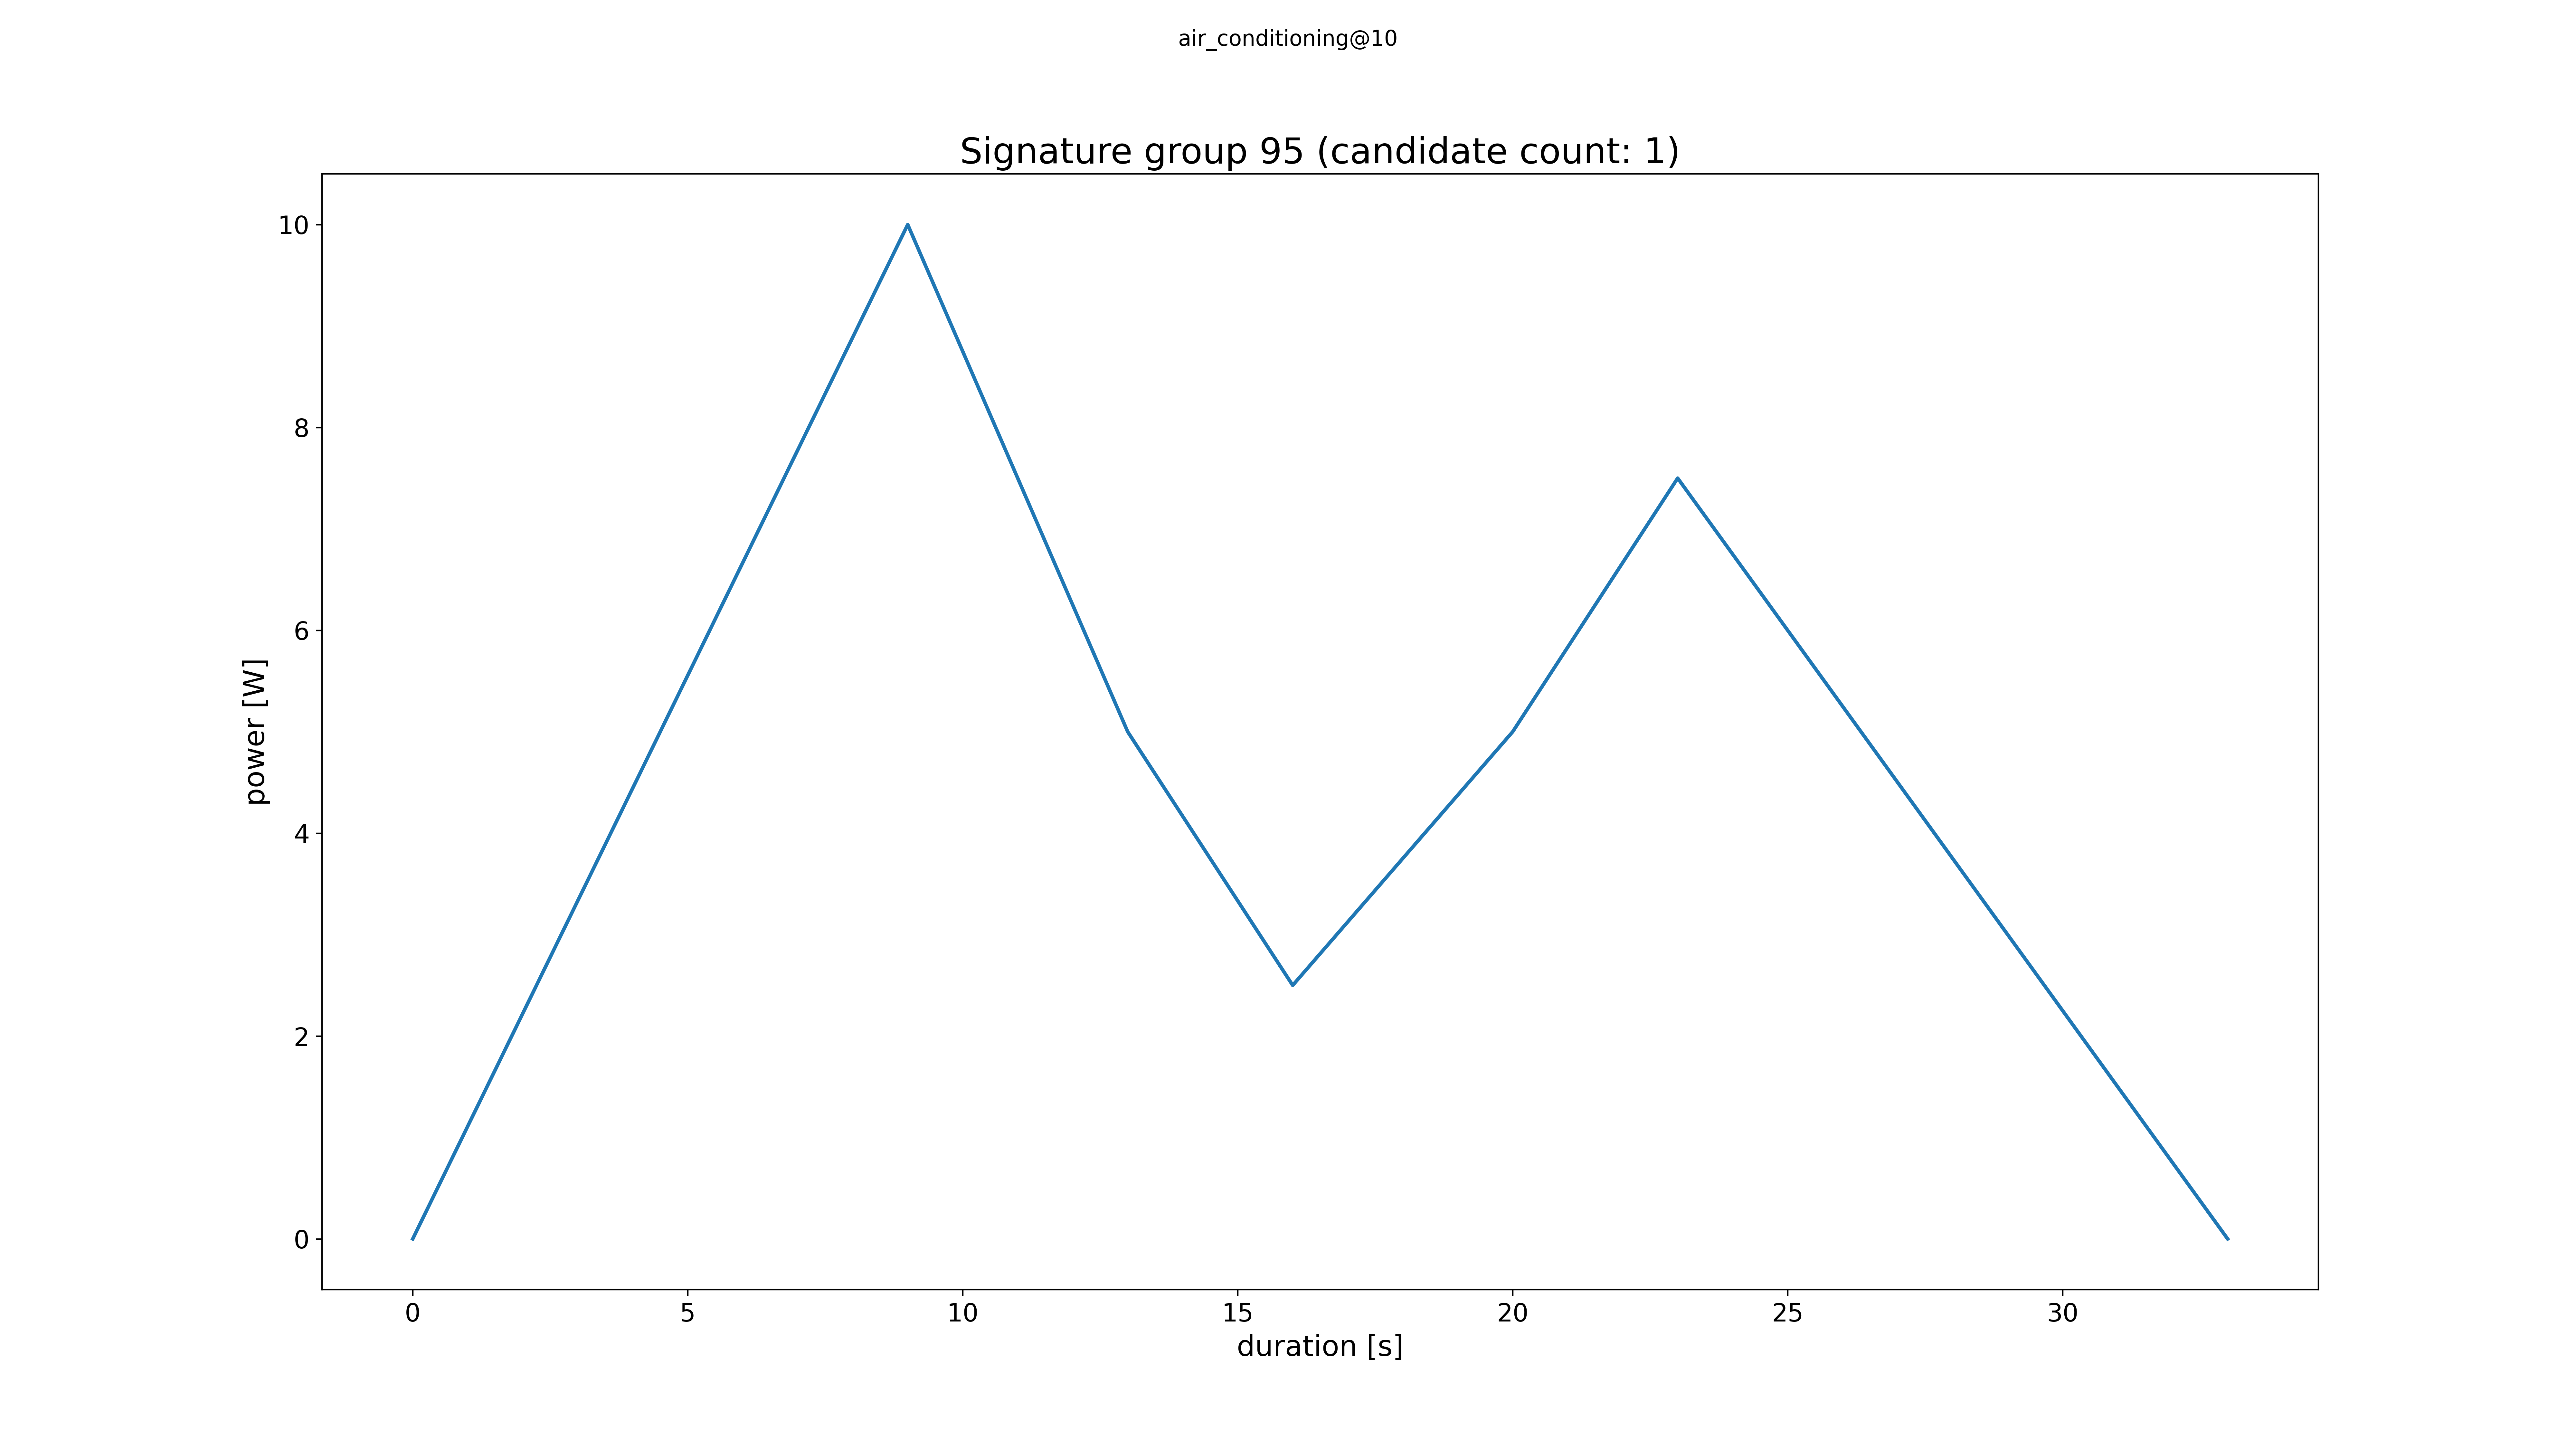 air_conditioning@10
Signature group 95 (candidate count: 1)
10
8
6
4
2
0
power [W]
0 5 10 15 20 25 30
duration [s]